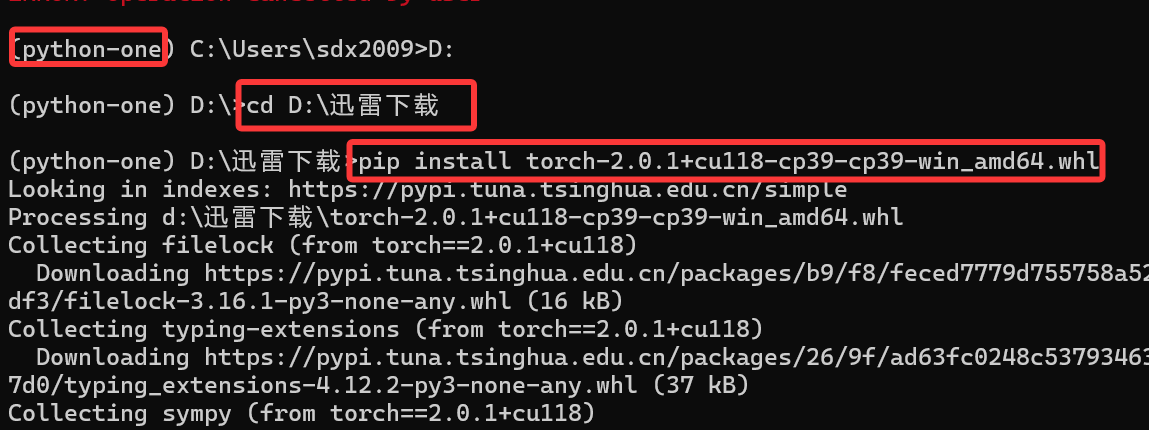 ERROR: Operation cancelled by user
(python-one) C:\Users\sdx2009>D:
(python-one) D:\>cd D:\迅雷下载
(python-one) D:\迅雷下载>pip install torch-2.0.1+cu118-cp39-cp39-win_amd64.whl
Looking in indexes: https://pypi.tuna.tsinghua.edu.cn/simple
Processing d:\迅雷下载\torch-2.0.1+cu118-cp39-cp39-win_amd64.whl
Collecting filelock (from torch==2.0.1+cu118)
  Downloading https://pypi.tuna.tsinghua.edu.cn/packages/b9/f8/feced7779d755758a52
df3/filelock-3.16.1-py3-none-any.whl (16 kB)
Collecting typing-extensions (from torch==2.0.1+cu118)
  Downloading https://pypi.tuna.tsinghua.edu.cn/packages/26/9f/ad63fc0248c53793463
7d0/typing_extensions-4.12.2-py3-none-any.whl (37 kB)
Collecting sympy (from torch==2.0.1+cu118)